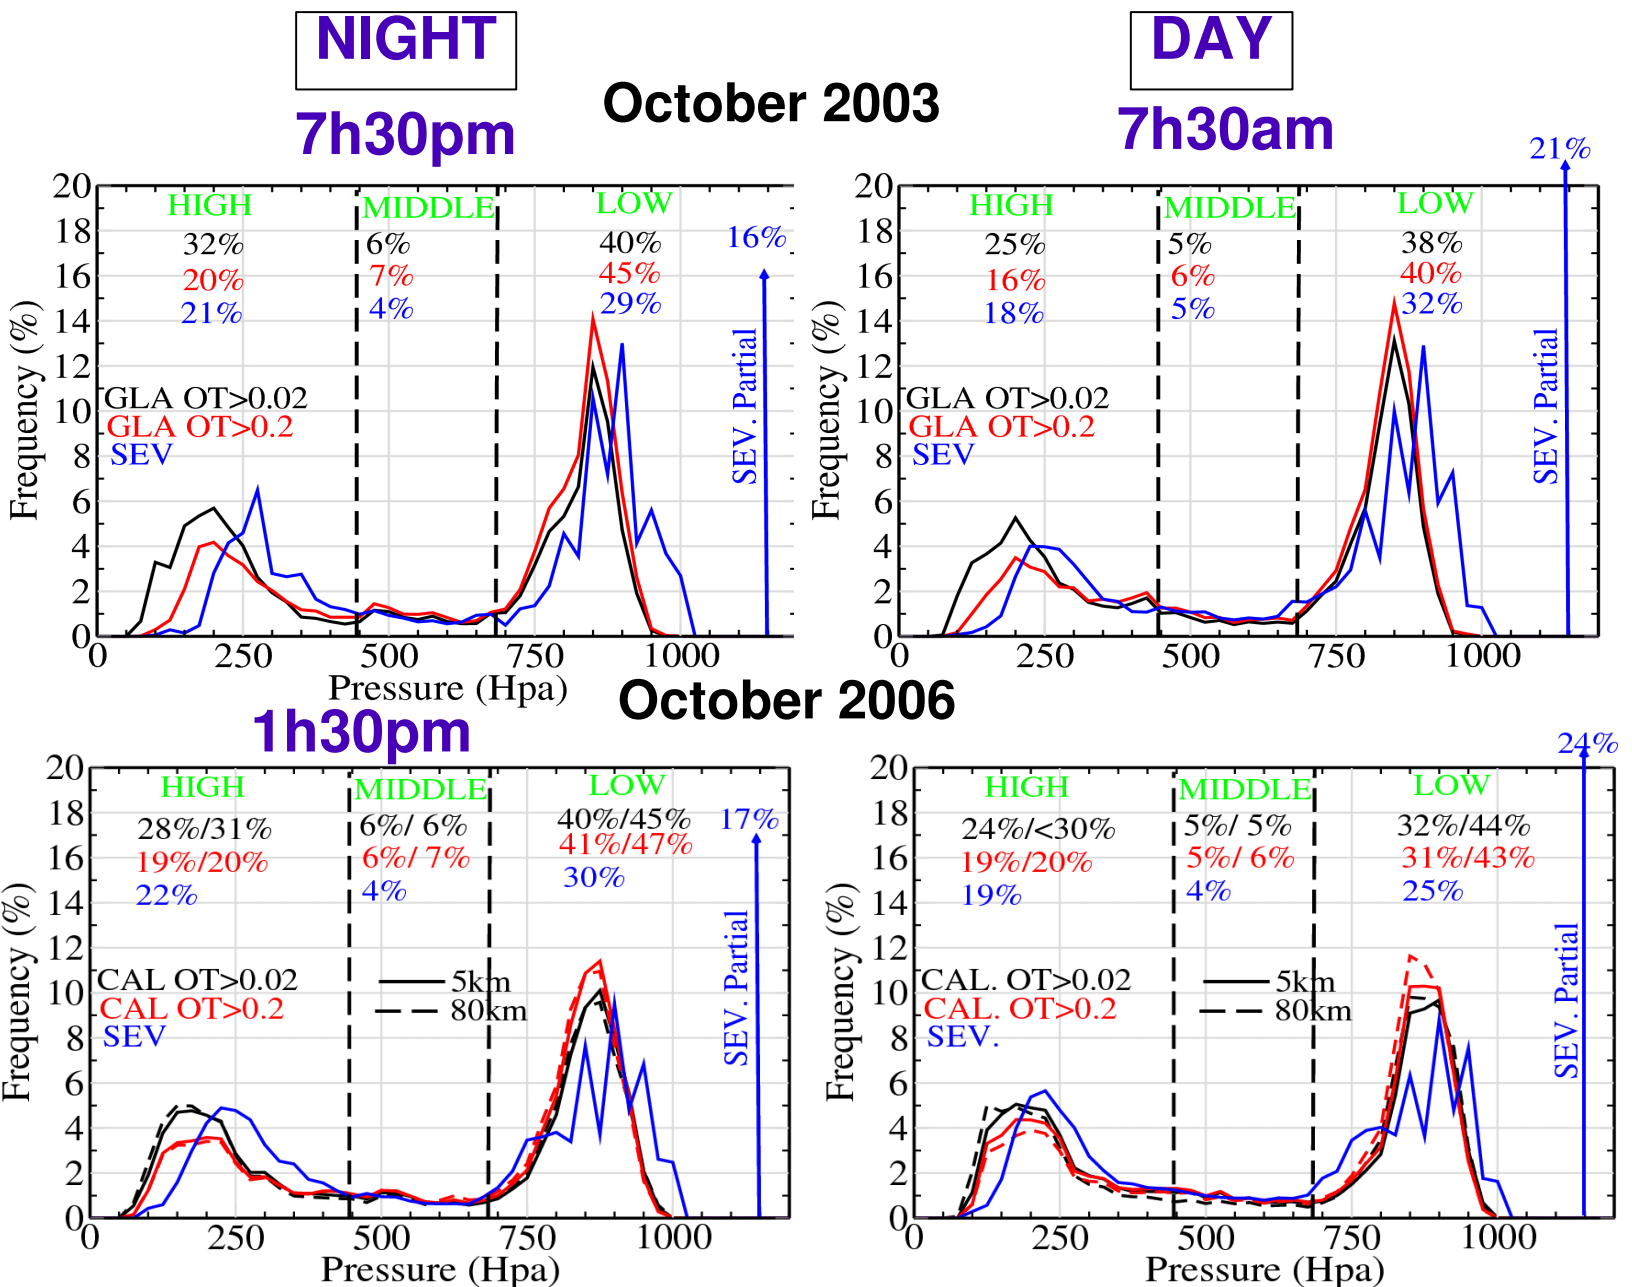 NIGHT
DAY
October 2003
7h30pm
7h30am
21%
20
18
16
14
12
10
8
6
4
2
0
Frequency (%)
HIGH
MIDDLE
LOW
32%
6%
40%
16%
20%
7%
45%
21%
4%
29%
GLA OT>0.02
GLA OT>0.2
SEV
SEV. Partial
0
250
500
750
1000
Pressure (Hpa)
20
18
16
14
12
10
8
6
4
2
0
Frequency (%)
HIGH
MIDDLE
LOW
25%
5%
38%
16%
6%
40%
18%
5%
32%
GLA OT>0.02
GLA OT>0.2
SEV
SEV. Partial
0
250
500
750
1000
October 2006
1h30pm
20
18
16
14
12
10
8
6
4
2
0
Frequency (%)
HIGH
MIDDLE
LOW
28%/31%
6%/ 6%
40%/45%
17%
19%/20%
6%/ 7%
41%/47%
22%
4%
30%
CAL OT>0.02
CAL OT>0.2
SEV
5km
80km
SEV. Partial
0
250
500
750
1000
Pressure (Hpa)
24%
20
18
16
14
12
10
8
6
4
2
0
Frequency (%)
HIGH
MIDDLE
LOW
24%/<30%
5%/ 5%
32%/44%
19%/20%
5%/ 6%
31%/43%
19%
4%
25%
CAL. OT>0.02
CAL. OT>0.2
SEV.
5km
80km
SEV. Partial
0
250
500
750
1000
Pressure (Hpa)